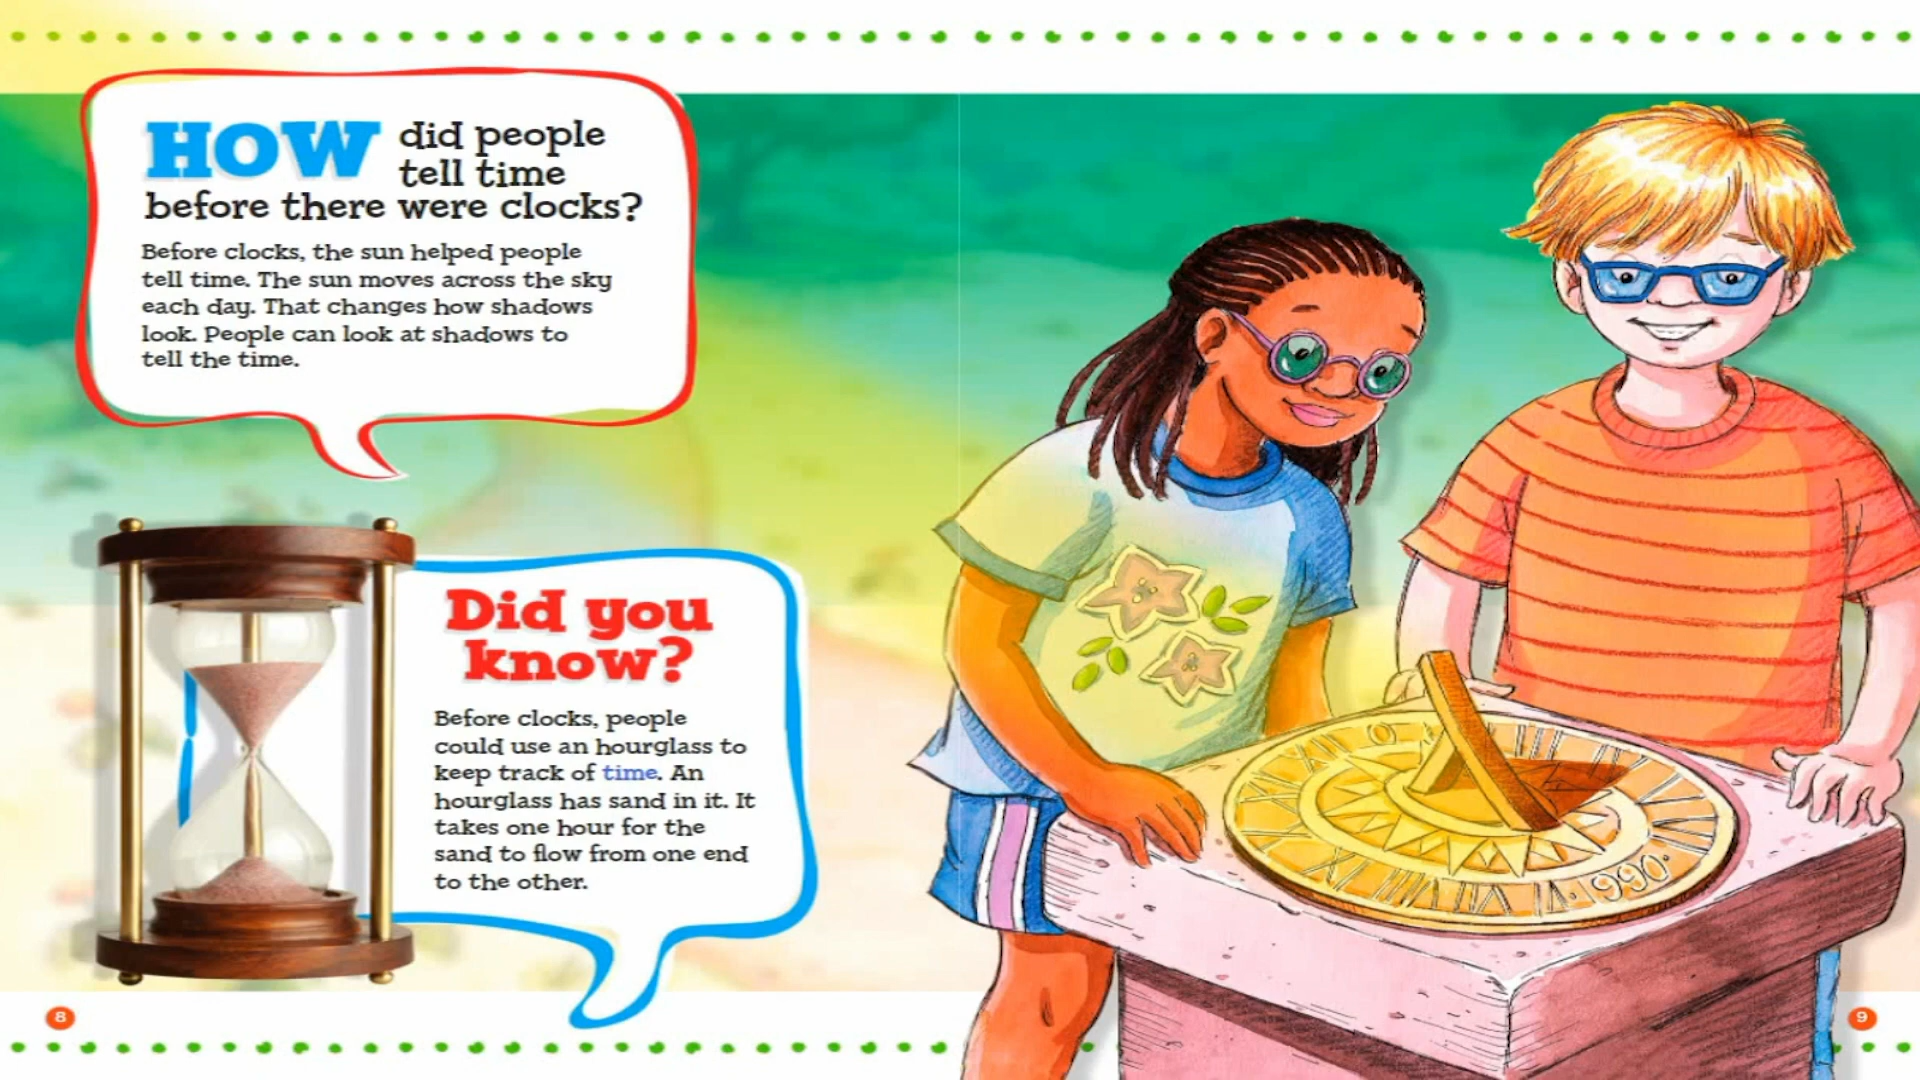 HOW did people
tell time
before there were clocks?
Before clocks, the sun helped people
tell time. The sun moves across the sky
each day. That changes how shadows
look. People can look at shadows to
tell the time.
Did you
know?
Before clocks, people
could use an hourglass to
keep track of time. An
hourglass has sand in it. It
takes one hour for the
sand to flow from one end
to the other.
1990
8
9